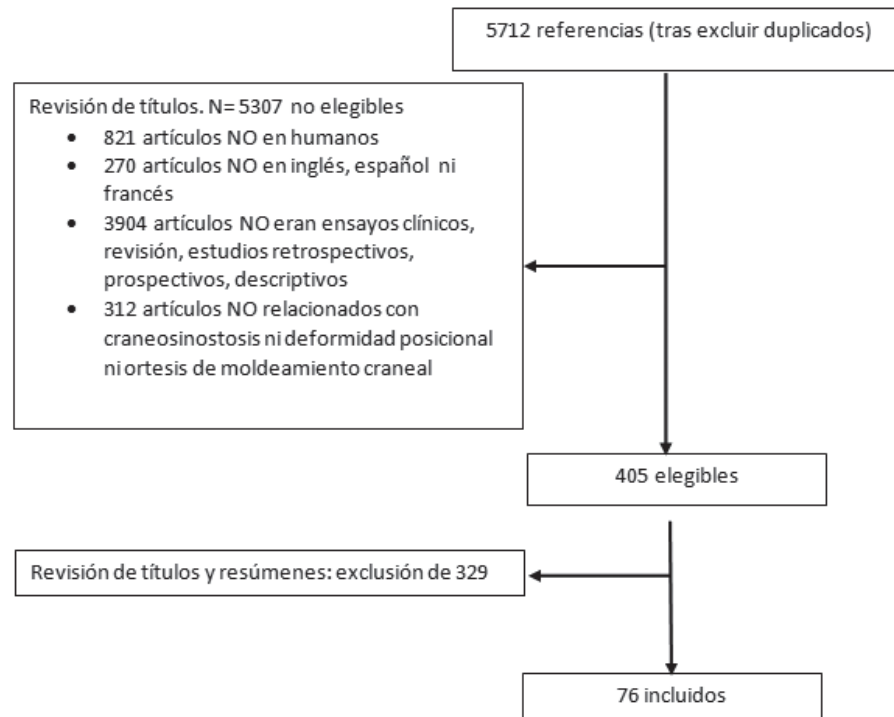 5712 referencias (tras excluir duplicados)
Revisión de títulos. N= 5307 no elegibles
• 821 artículos NO en humanos
• 270 artículos NO en inglés, español ni
francés
• 3904 artículos NO eran ensayos clínicos,
revisión, estudios retrospectivos,
prospectivos, descriptivos
• 312 artículos NO relacionados con
craneosinostosis ni deformidad posicional
ni ortesis de moldeamiento craneal
405 elegibles
Revisión de títulos y resúmenes: exclusión de 329
76 incluidos